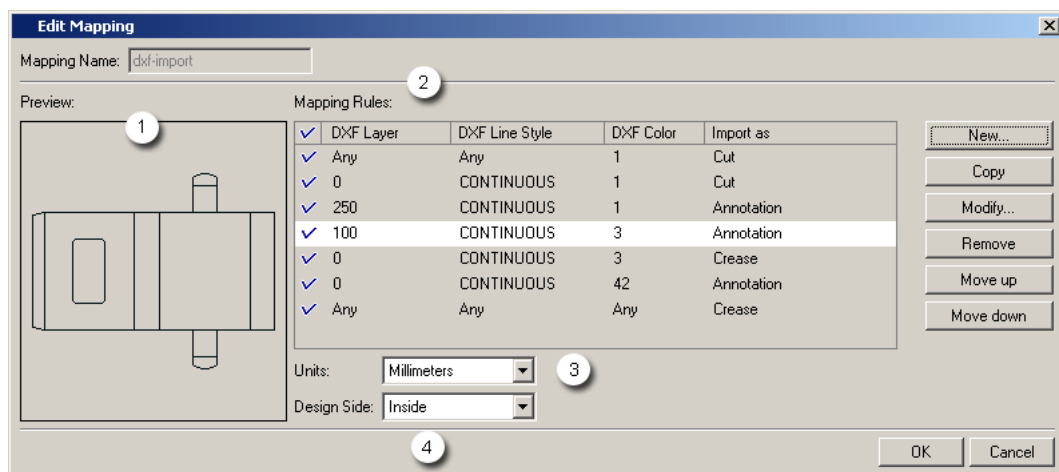 Edit Mapping
Mapping Name: dxf-import
2
Preview: Mapping Rules:
1
DXF Layer DXF Line Style DXF Color Import as
Any Any 1 Cut
0 CONTINUOUS 1 Cut
250 CONTINUOUS 1 Annotation
100 CONTINUOUS 3 Annotation
0 CONTINUOUS 3 Crease
0 CONTINUOUS 42 Annotation
Any Any Any Crease
New...
Copy
Modify...
Remove
Move up
Move down
Units: Millimeters
3
Design Side: Inside
4
OK Cancel